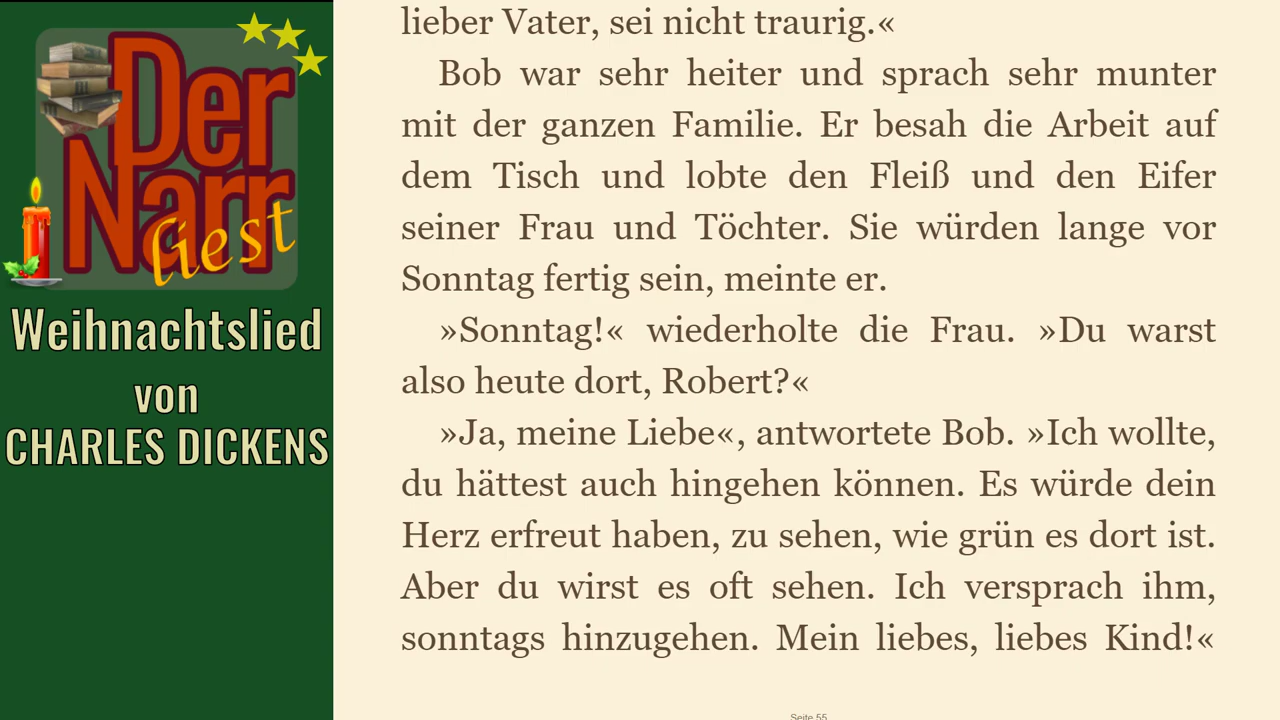 Der
Narr
liest
Weihnachtslied
von
CHARLES DICKENS
lieber Vater, sei nicht traurig.«
Bob war sehr heiter und sprach sehr munter
mit der ganzen Familie. Er besah die Arbeit auf
dem Tisch und lobte den Fleiß und den Eifer
seiner Frau und Töchter. Sie würden lange vor
Sonntag fertig sein, meinte er.
»Sonntag!« wiederholte die Frau. »Du warst
also heute dort, Robert?«
»Ja, meine Liebe«, antwortete Bob. »Ich wollte,
du hättest auch hingehen können. Es würde dein
Herz erfreut haben, zu sehen, wie grün es dort ist.
Aber du wirst es oft sehen. Ich versprach ihm,
sonntags hinzugehen. Mein liebes, liebes Kind!«
Seite 55